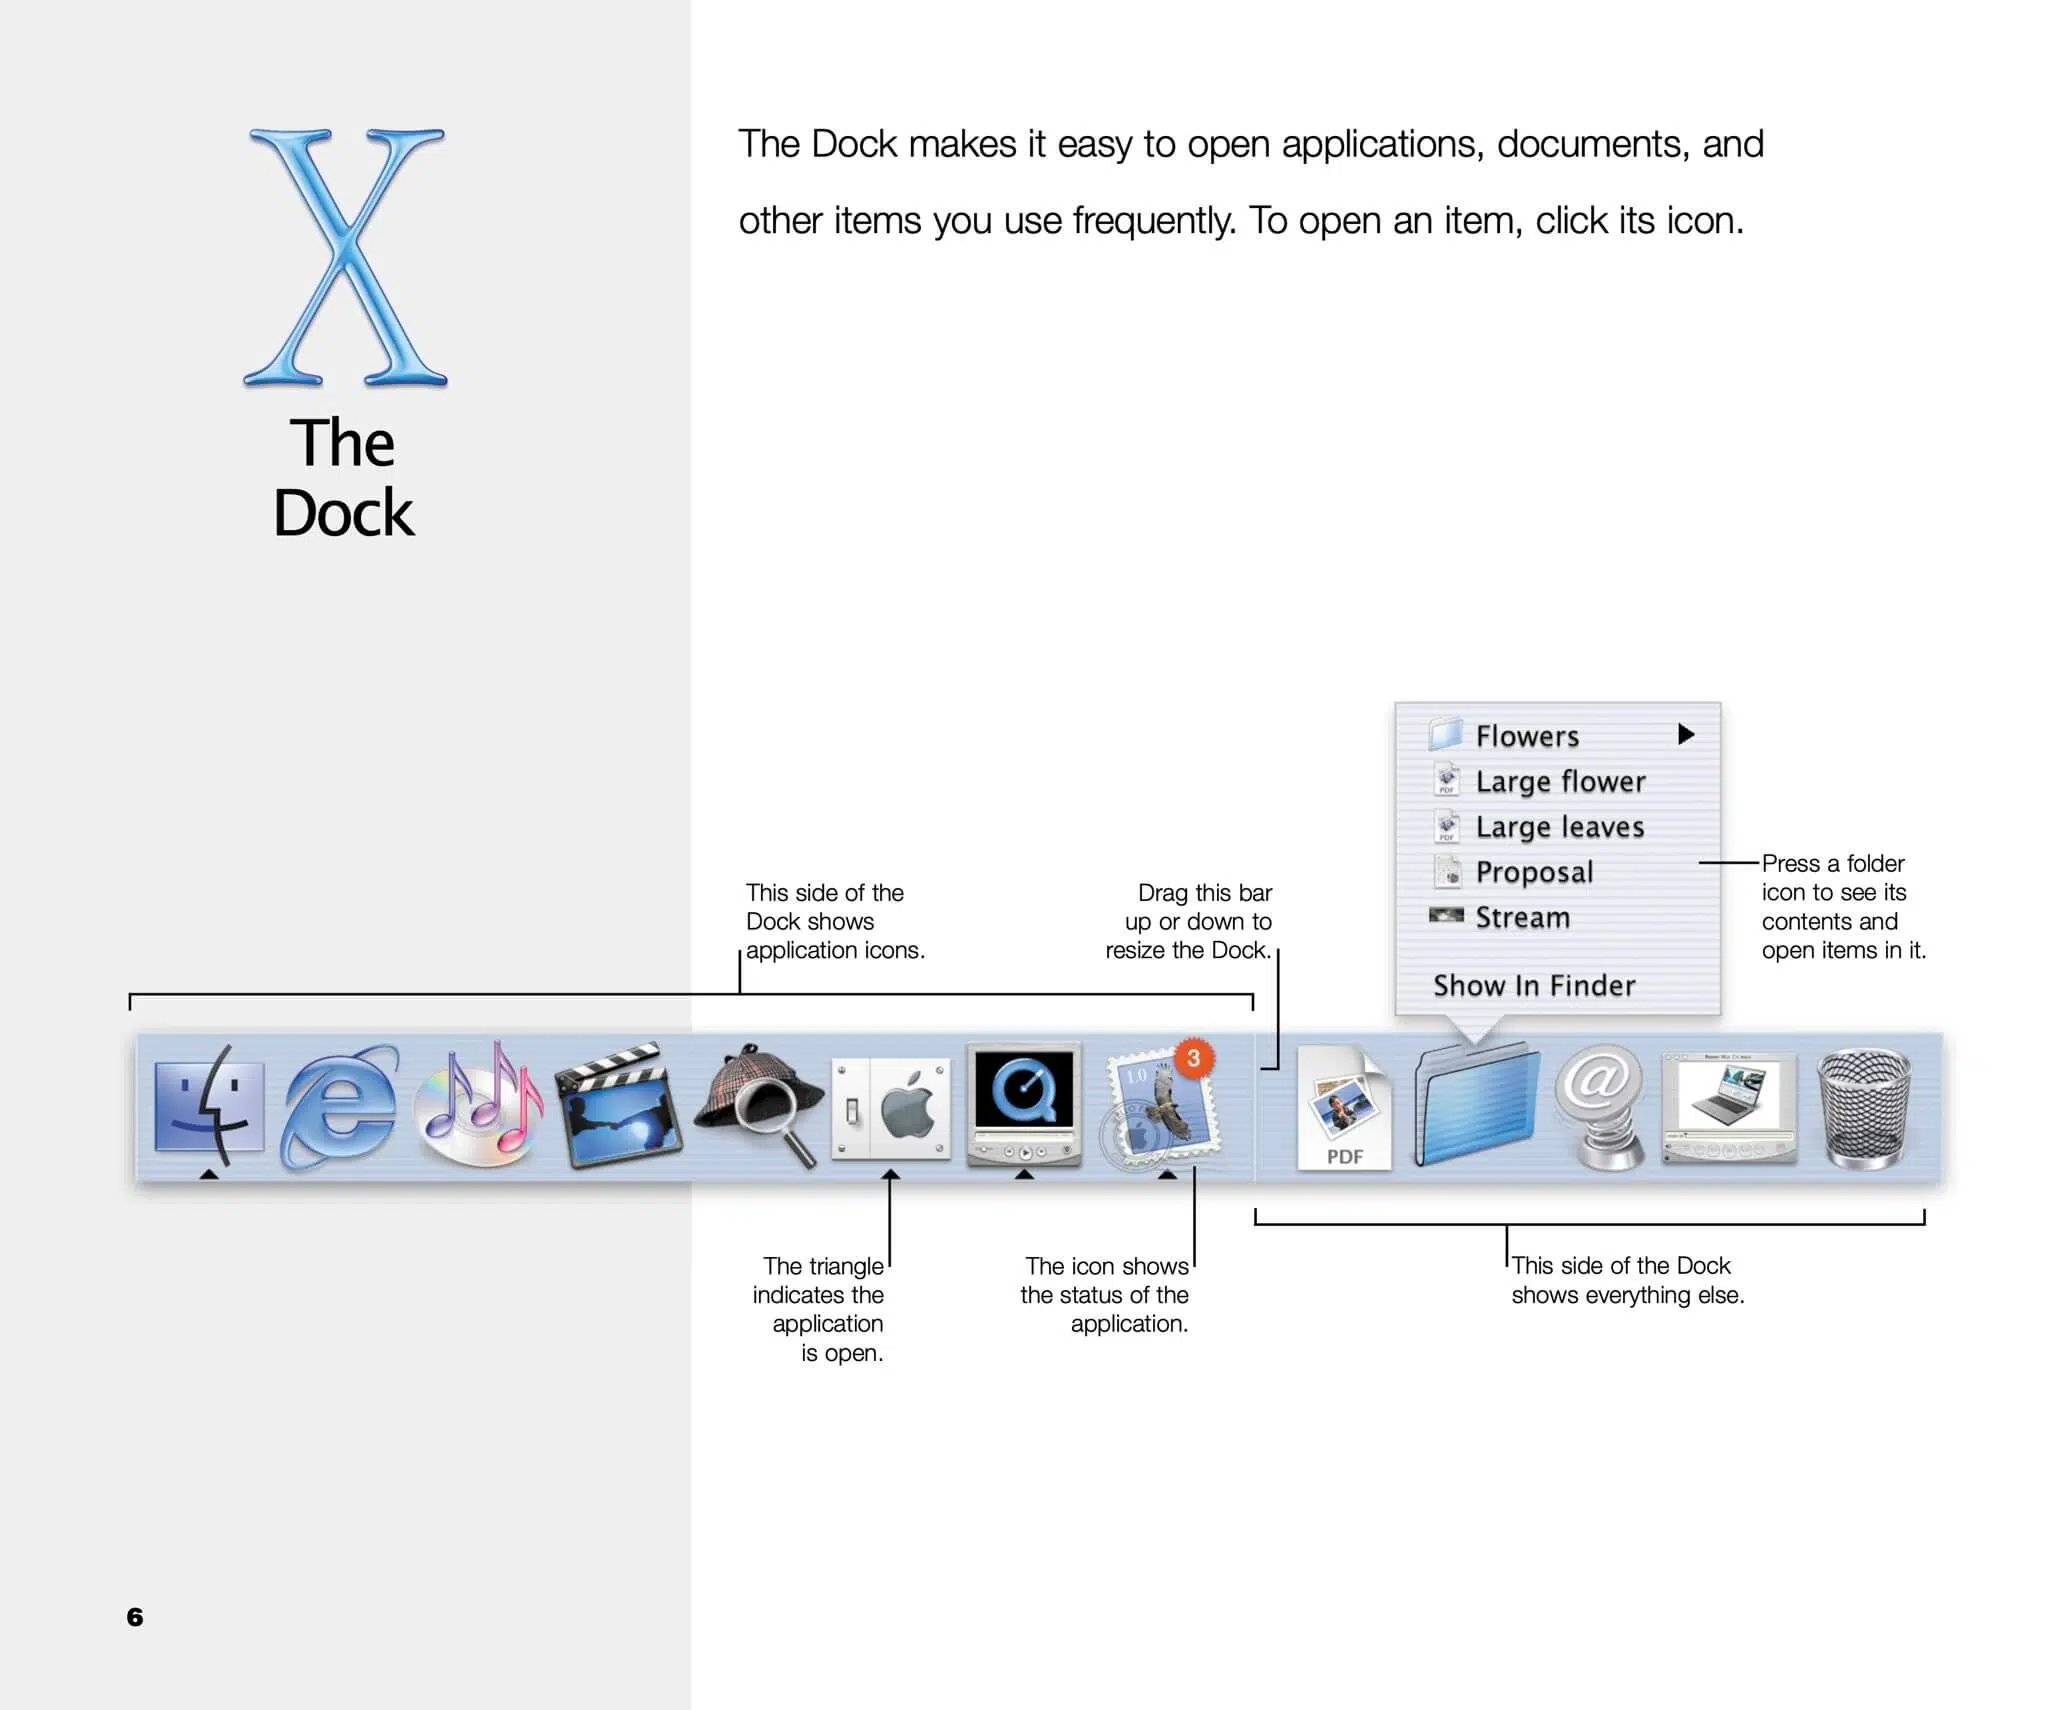 X
The
Dock
The Dock makes it easy to open applications, documents, and
other items you use frequently. To open an item, click its icon.
Flowers
Large flower
Large leaves
Proposal
Stream
Show In Finder
Press a folder
icon to see its
contents and
open items in it.
This side of the
Dock shows
application icons.
Drag this bar
up or down to
resize the Dock.
1.0
3
PDF
@
The triangle
indicates the
application
is open.
The icon shows
the status of the
application.
This side of the Dock
shows everything else.
6